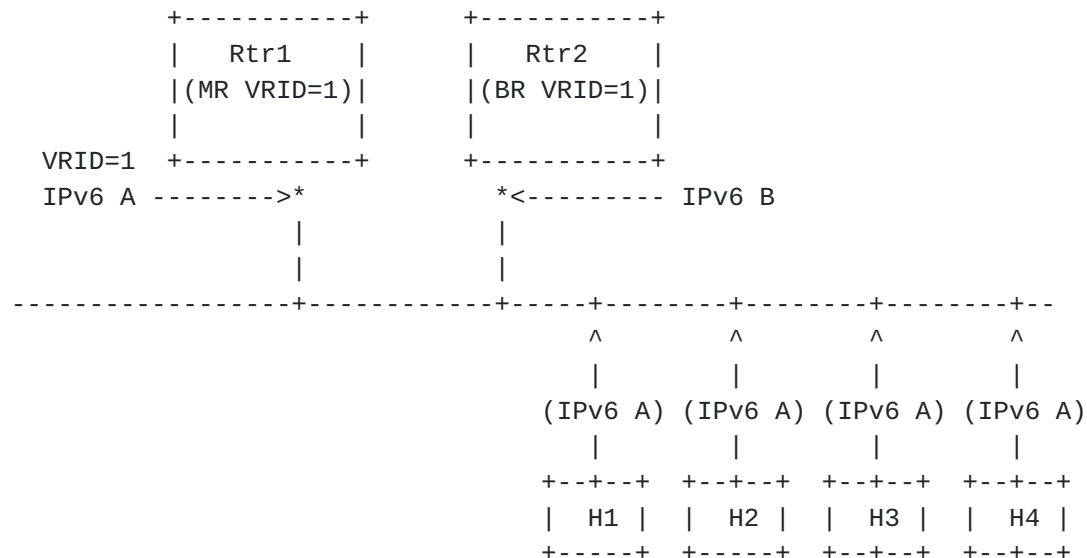 Rtr1 Rtr2
(MR VRID=1) (BR VRID=1)
VRID=1
IPv6 A IPv6 B
(IPv6 A) (IPv6 A) (IPv6 A) (IPv6 A)
H1 H2 H3 H4